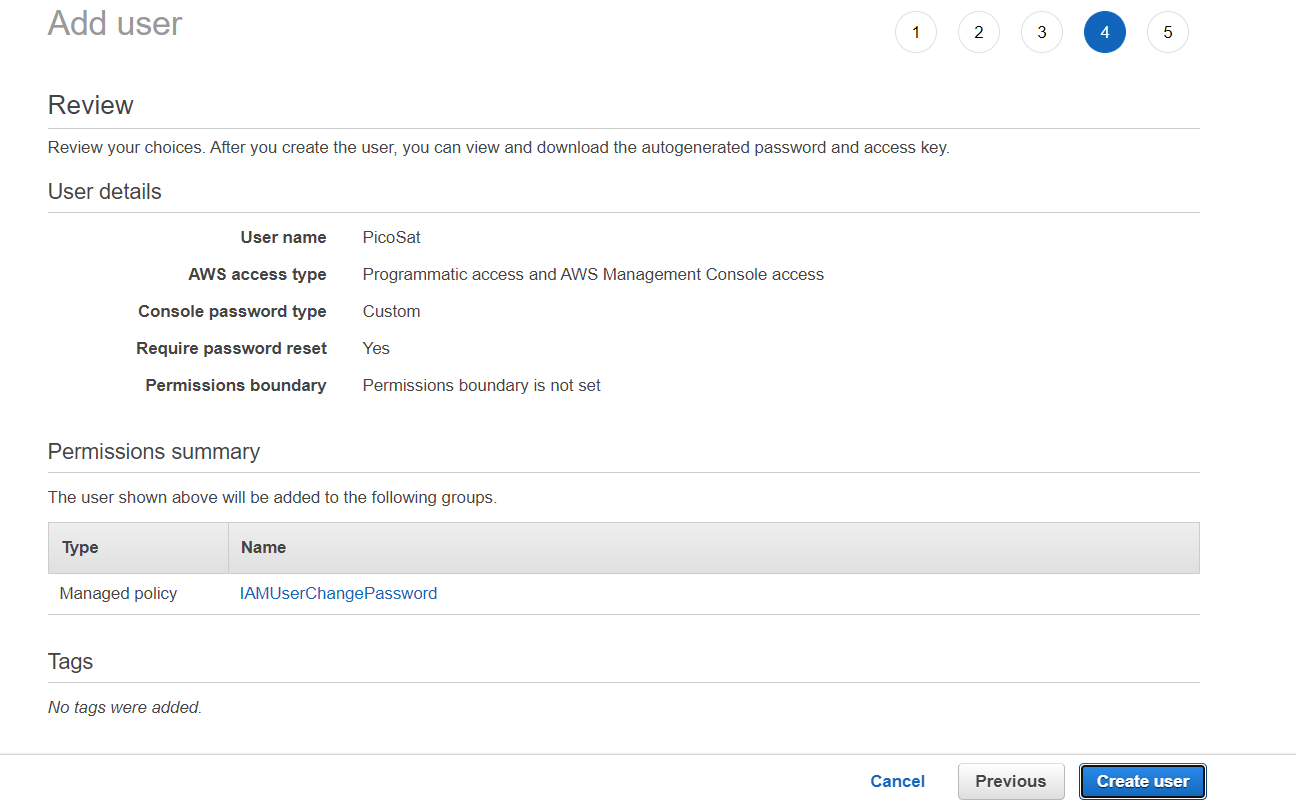 Add user
1 2 3 4 5
Review
Review your choices. After you create the user, you can view and download the autogenerated password and access key.
User details
User name PicoSat
AWS access type Programmatic access and AWS Management Console access
Console password type Custom
Require password reset Yes
Permissions boundary Permissions boundary is not set
Permissions summary
The user shown above will be added to the following groups.
Type Name
Managed policy IAMUserChangePassword
Tags
No tags were added.
Cancel Previous Create user